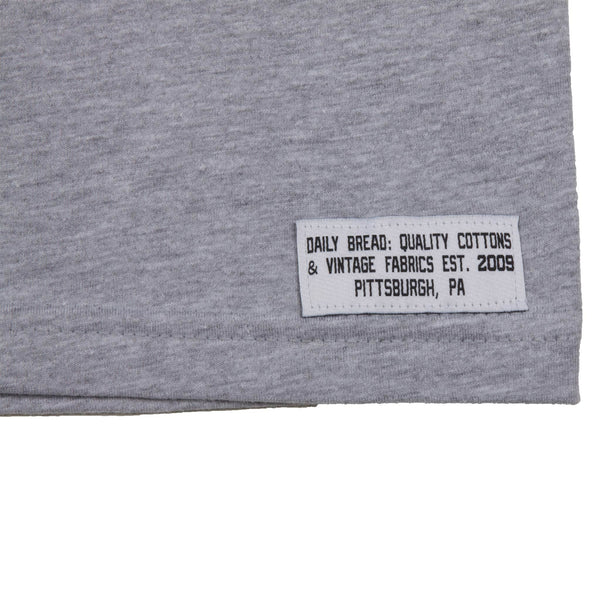 DAILY BREAD: QUALITY COTTONS
& VINTAGE FABRICS EST. 2009
PITTSBURGH, PA